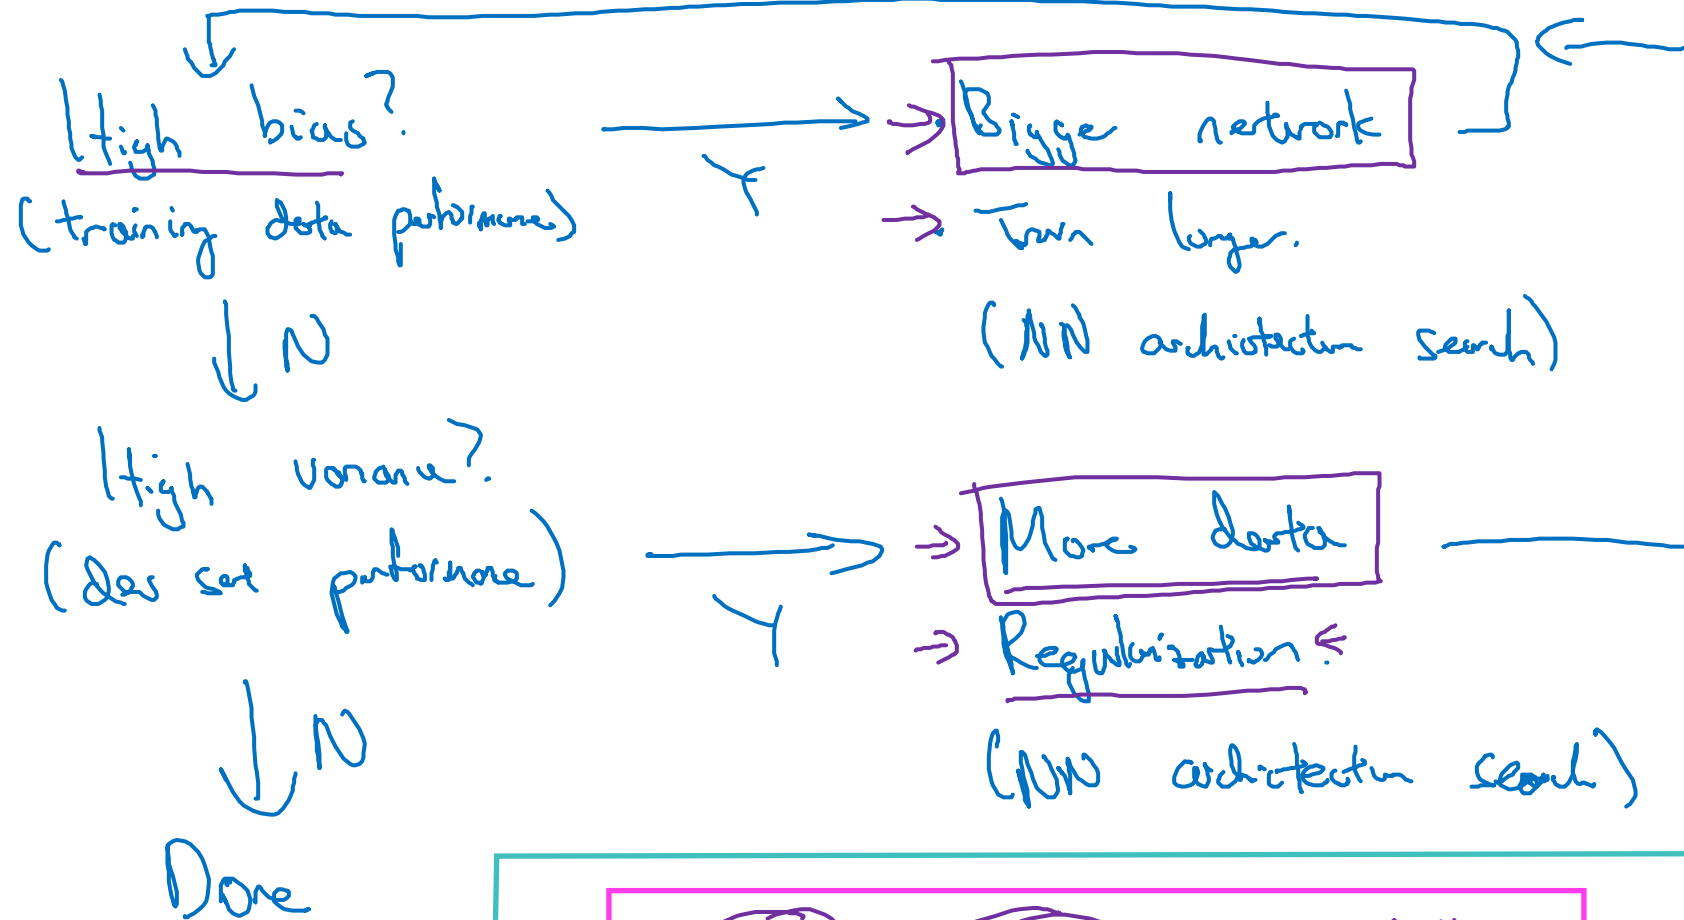 High bias?
Y
Bigge network
(training data performance)
Train longer.
N
(NN architecture search)
High variance?
(dev set performance)
Y
More data
Regularization.
N
(NN architecture search)
Done